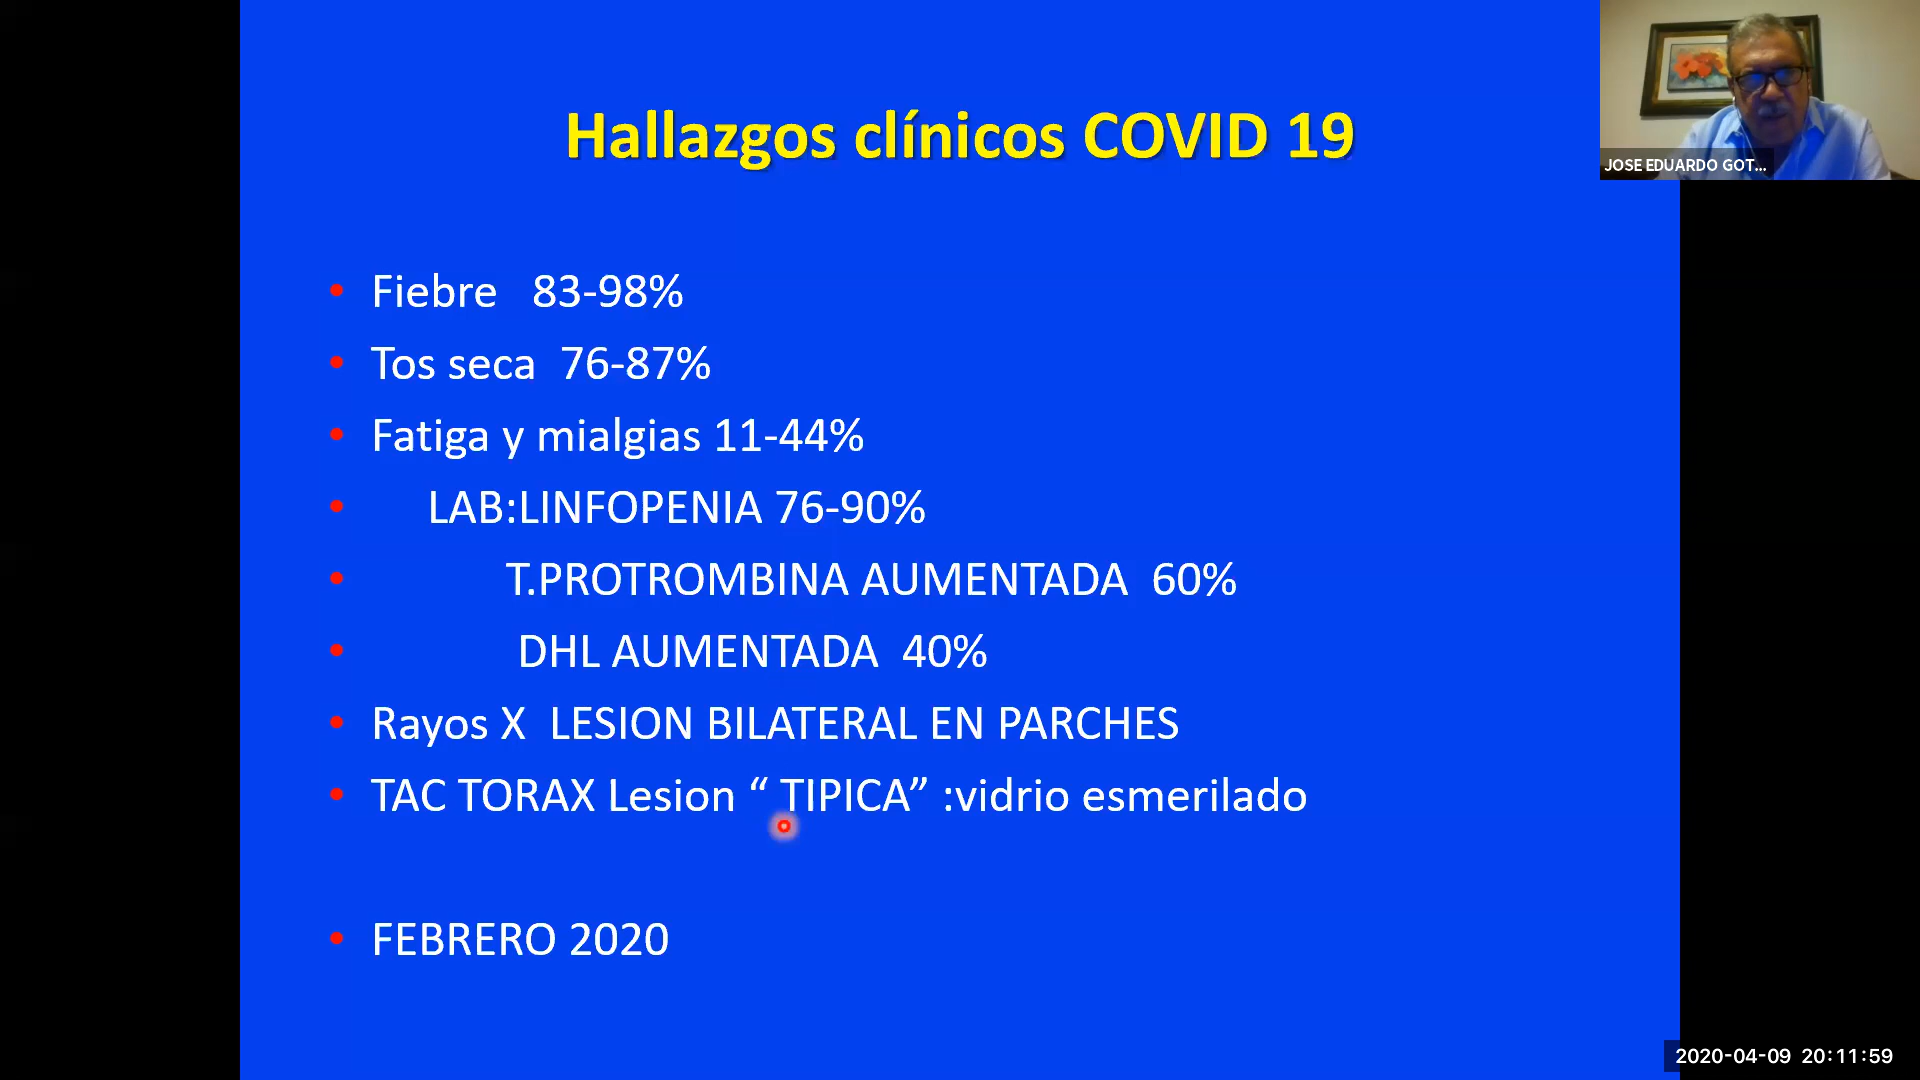 Hallazgos clínicos COVID 19
JOSE EDUARDO GOT...
• Fiebre 83-98%
• Tos seca 76-87%
• Fatiga y mialgias 11-44%
• LAB:LINFOPENIA 76-90%
• T.PROTROMBINA AUMENTADA 60%
• DHL AUMENTADA 40%
• Rayos X LESION BILATERAL EN PARCHES
• TAC TORAX Lesion “ TIPICA” :vidrio esmerilado
• FEBRERO 2020
2020-04-09 20:11:59